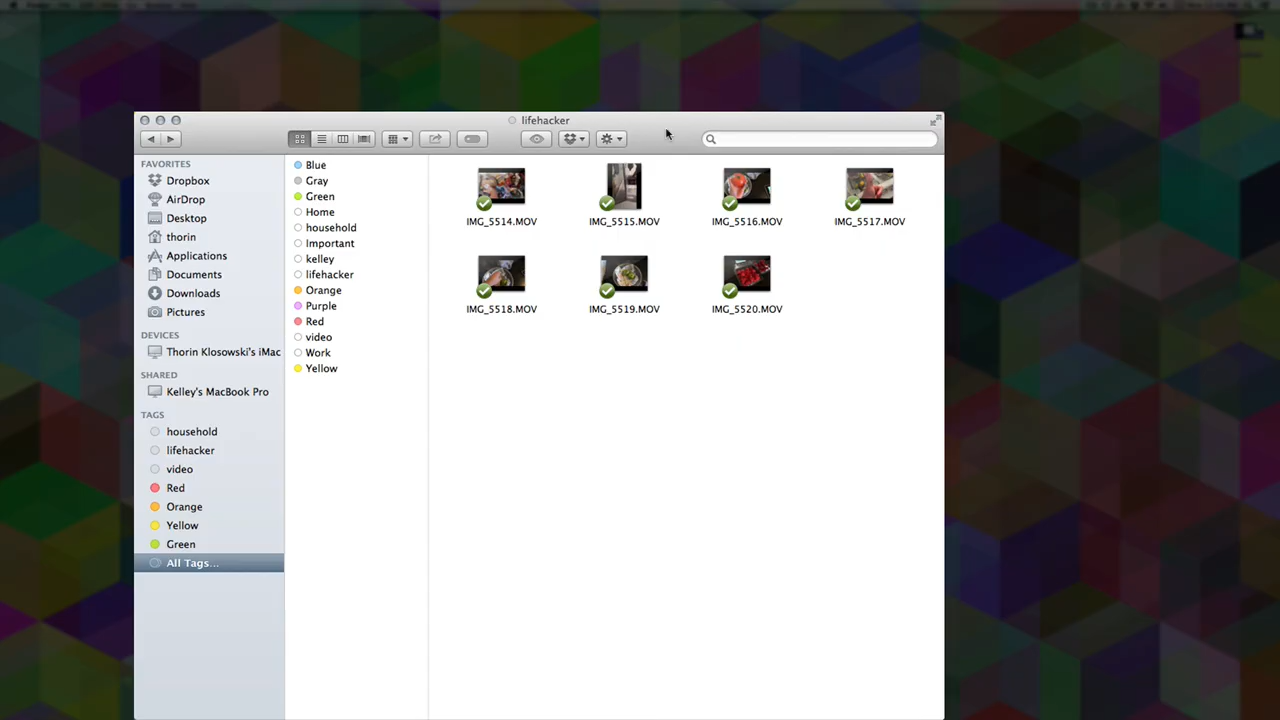 lifehacker
FAVORITES
Dropbox
AirDrop
Desktop
thorin
Applications
Documents
Downloads
Pictures
DEVICES
Thorin Klosowski's iMac
SHARED
Kelley's MacBook Pro
TAGS
household
lifehacker
video
Red
Orange
Yellow
Green
All Tags...
Blue
Gray
Green
Home
household
Important
kelley
lifehacker
Orange
Purple
Red
video
Work
Yellow
IMG_5514.MOV
IMG_5515.MOV
IMG_5516.MOV
IMG_5517.MOV
IMG_5518.MOV
IMG_5519.MOV
IMG_5520.MOV